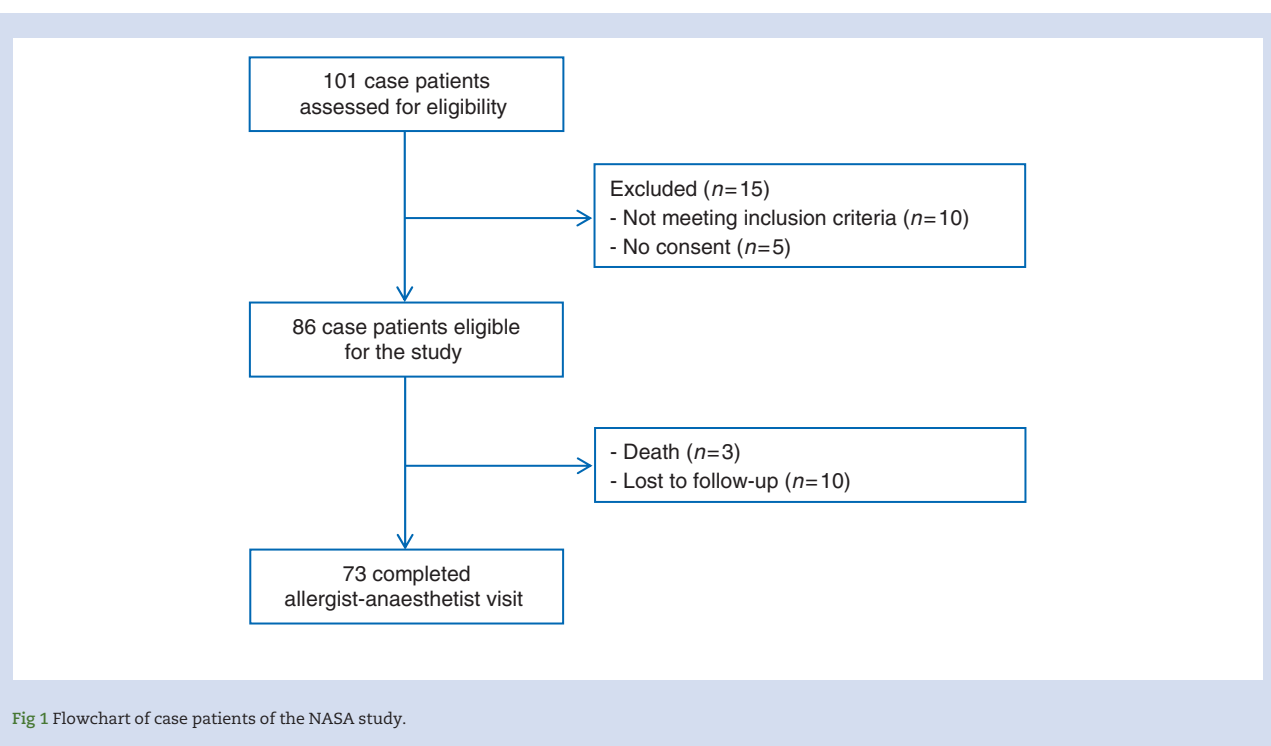 101 case patients
assessed for eligibility
Excluded (n=15)
- Not meeting inclusion criteria (n=10)
- No consent (n=5)
86 case patients eligible
for the study
- Death (n=3)
- Lost to follow-up (n=10)
73 completed
allergist-anaesthetist visit
Fig 1 Flowchart of case patients of the NASA study.